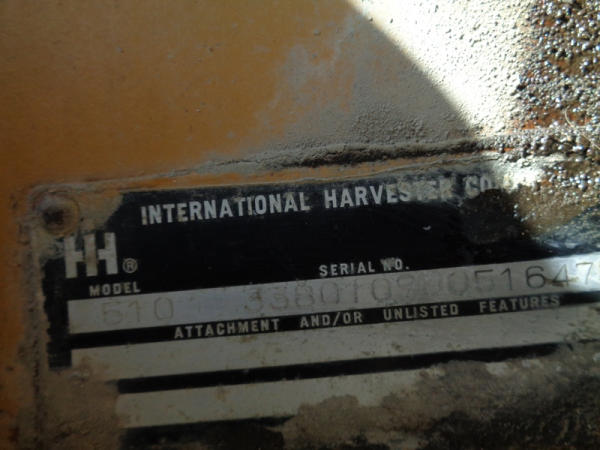 INTERNATIONAL HARVESTER CO
IH®
MODEL SERIAL NO.
510
ATTACHMENT AND/OR UNLISTED FEATURES